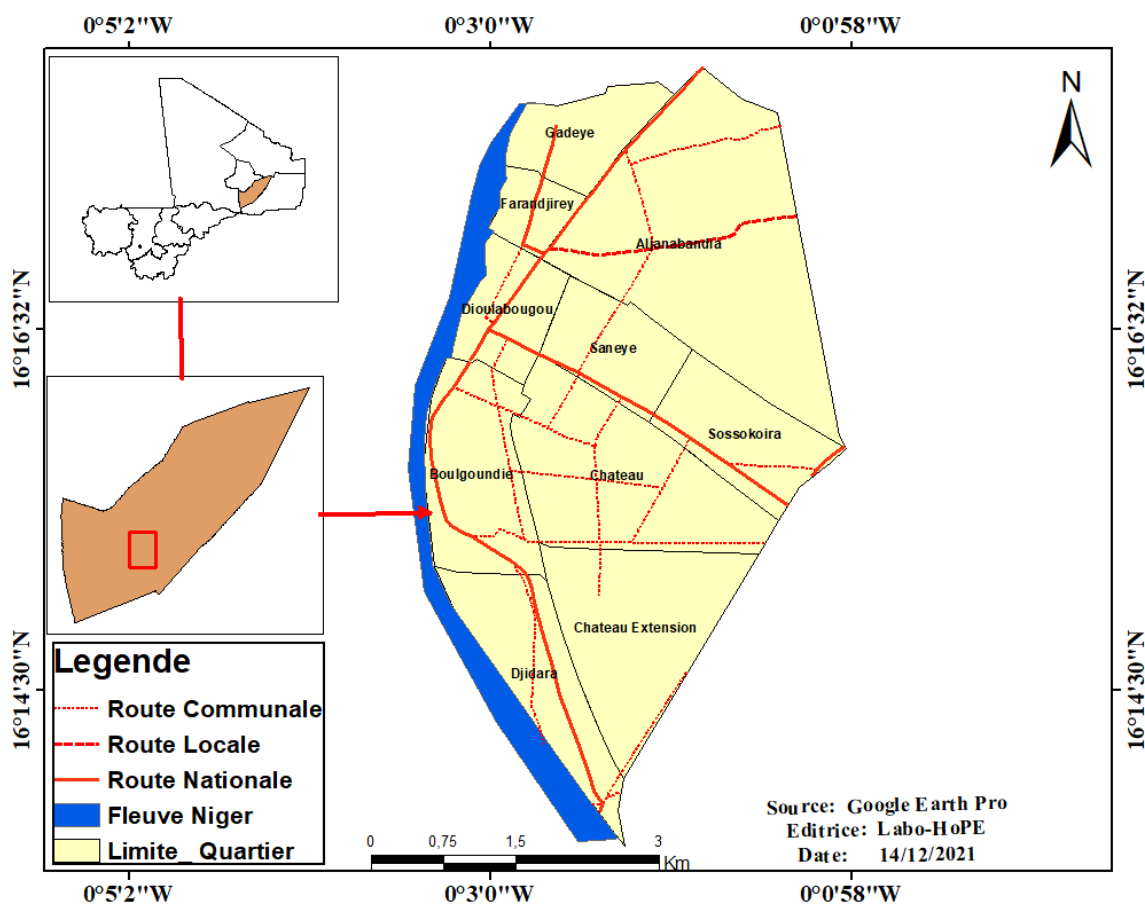 0°5'2"W 0°3'0"W 0°0'58"W
N
Gadeye
Farandjirey
Aljanabandia
16°16'32"N
16°16'32"N
Dioulabougou
Saneye
Sossokoira
Boulgoundie
Chateau
Chateau Extension
Djidara
16°14'30"N
16°14'30"N
Legende
Route Communale
Route Locale
Route Nationale
Fleuve Niger
Limite_ Quartier
0 0,75 1,5 3
Km
Source: Google Earth Pro
Editrice: Labo-HoPE
Date: 14/12/2021
0°5'2"W 0°3'0"W 0°0'58"W